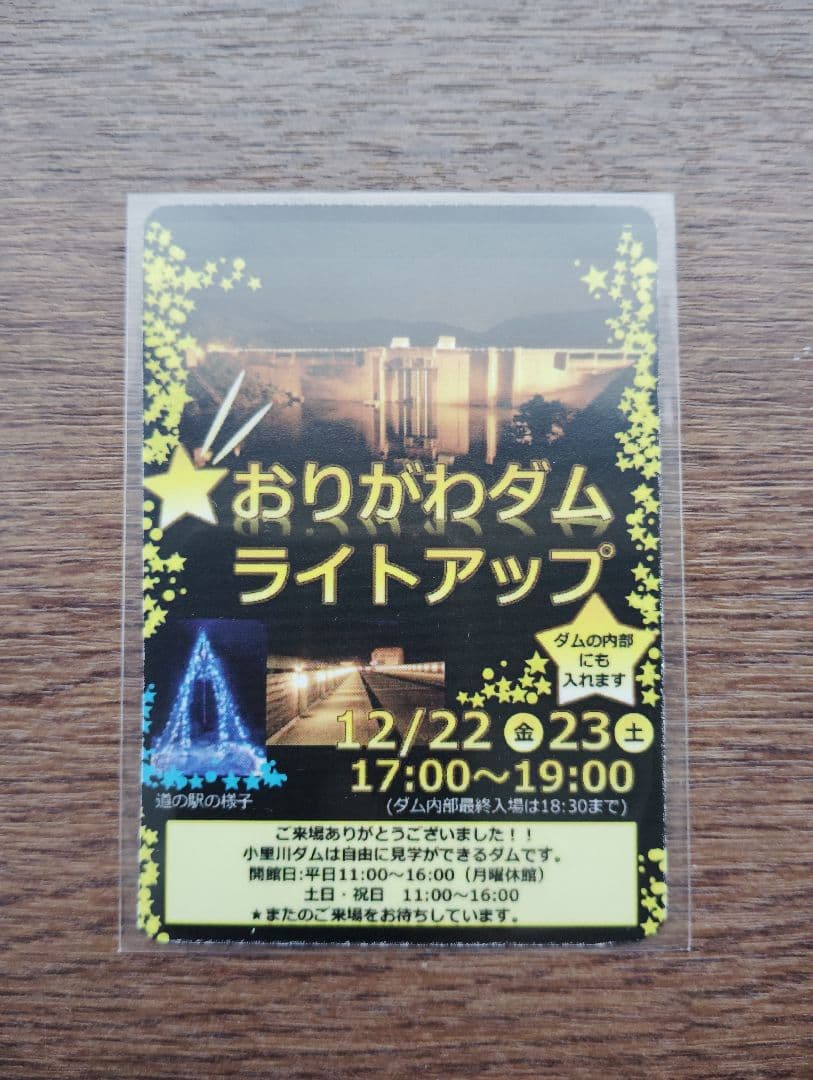 おりがわダム
ライトアップ
ダムの内部
にも
入れます
12/22 金 23 土
17:00～19:00
(ダム内部最終入場は18:30まで)
道の駅の様子
ご来場ありがとうございました！！
小里川ダムは自由に見学ができるダムです。
開館日:平日11:00～16:00（月曜休館）
土日・祝日　11:00～16:00
★またのご来場をお待ちしています。